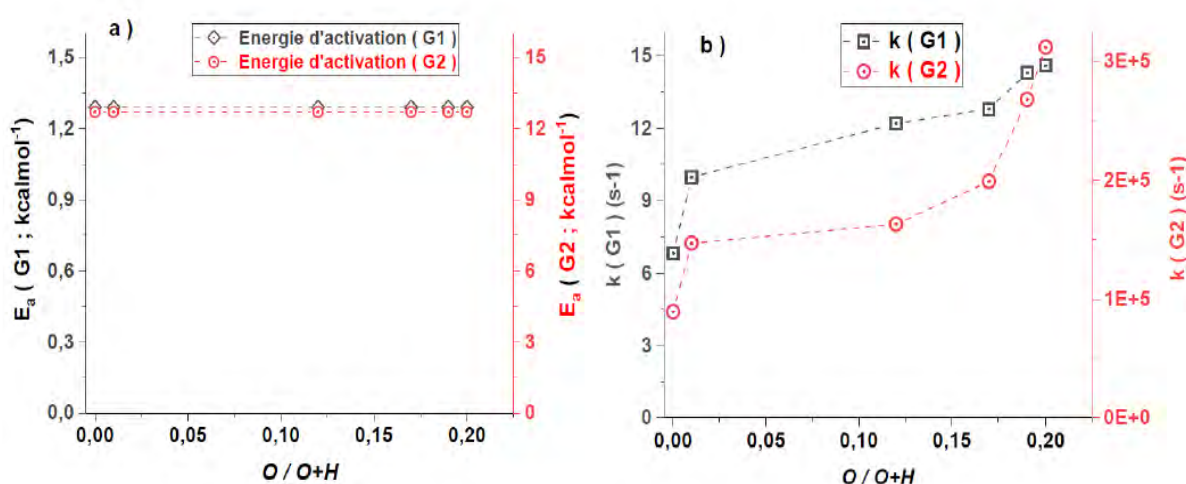 a )
Energie d'activation ( G1 )
Energie d'activation ( G2 )
1,5
1,2
0,9
0,6
0,3
0,0
Ea ( G1 ; kcalmol-1)
15
12
9
6
3
0
Ea ( G2 ; kcalmol-1)
0,00 0,05 0,10 0,15 0,20
O / O+H
b )
k ( G1 )
k ( G2 )
15
12
9
6
3
0
k ( G1 ) (s-1)
3E+5
2E+5
1E+5
0E+0
k ( G2 ) (s-1)
0,00 0,05 0,10 0,15 0,20
O / O+H